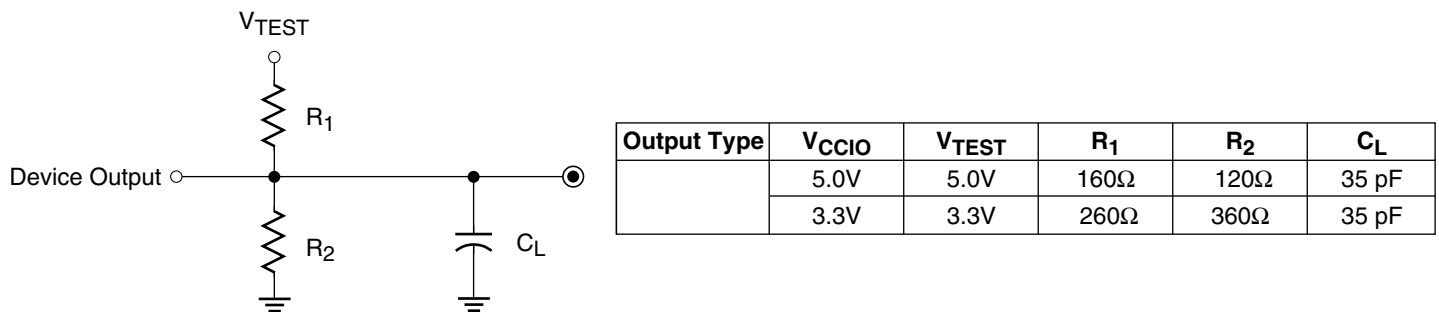 VTEST
R1
Device Output
R2
CL
Output Type VCCIO VTEST R1 R2 CL
5.0V 5.0V 160Ω 120Ω 35 pF
3.3V 3.3V 260Ω 360Ω 35 pF